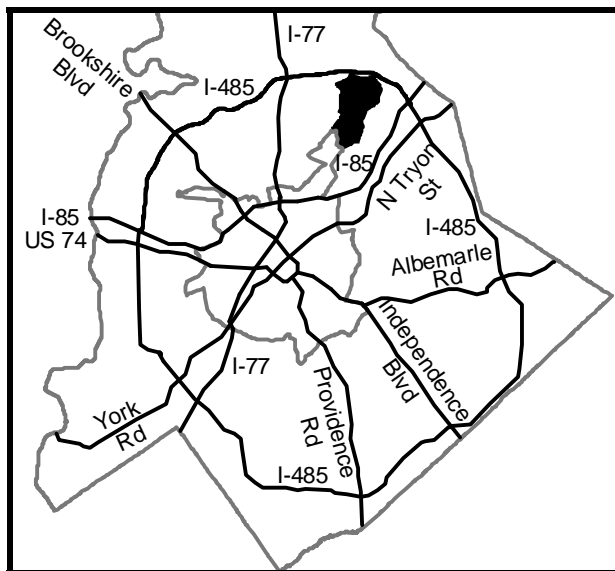 I-77
Brookshire
Blvd
I-485
I-85
N Tryon
St
I-85
US 74
I-485
Albemarle
Rd
Independence
Blvd
I-77
Providence
Rd
York
Rd
I-485